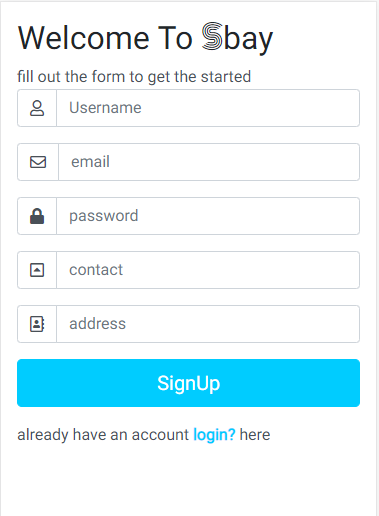 Welcome To Sbay
fill out the form to get the started
Username
email
password
contact
address
SignUp
already have an account login? here